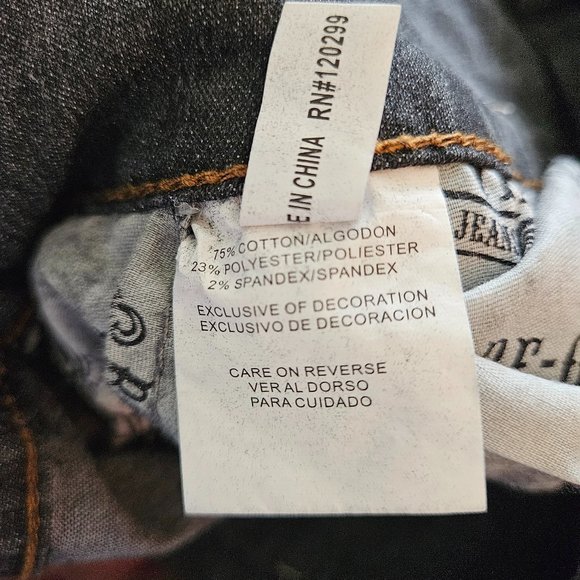 E IN CHINA RN#120299
75% COTTON/ALGODON
23% POLYESTER/POLIESTER
2% SPANDEX/SPANDEX
EXCLUSIVE OF DECORATION
EXCLUSIVO DE DECORACION
CARE ON REVERSE
VER AL DORSO
PARA CUIDADO
JEANS